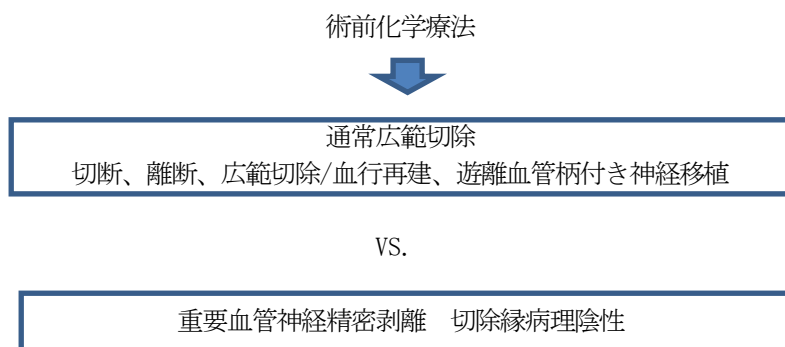 術前化学療法
通常広範切除
切断、離断、広範切除/血行再建、遊離血管柄付き神経移植
VS.
重要血管神経精密剥離　切除縁病理陰性